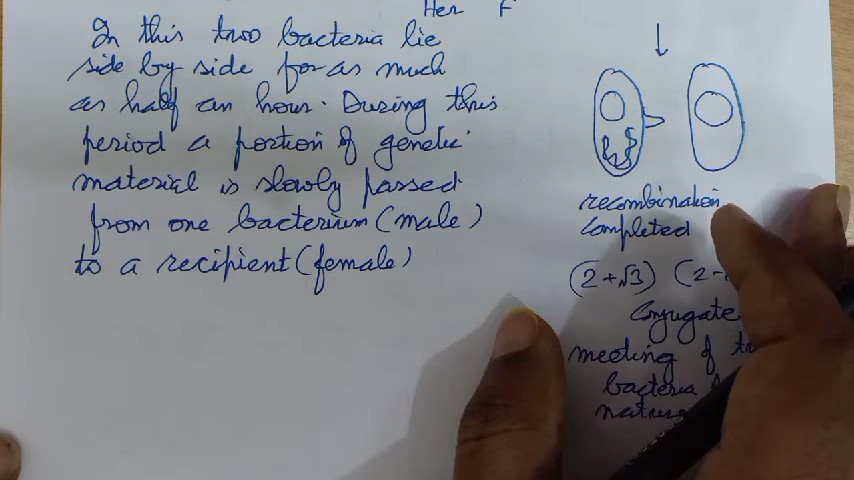 Her F
In this two bacteria lie
side by side for as much
as half an hour. During this
period a portion of genetic
material is slowly passed
from one bacterium (male)
to a recipient (female)
recombination
completed
(2+√3) (2-
Conjugate
meeting of
bacteria